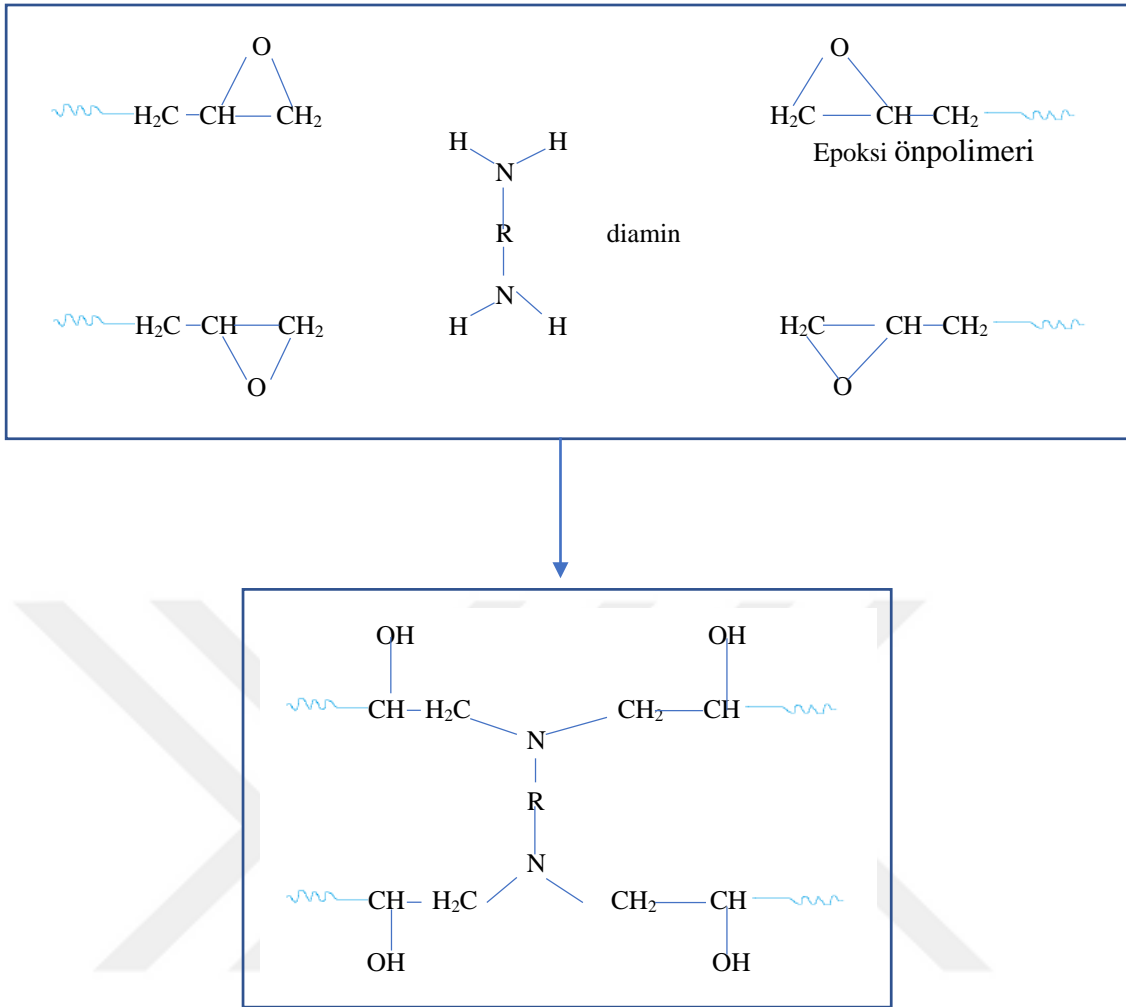 O O
H₂C CH CH₂ H₂C CH CH₂
Epoksi önpolimeri
H H
N
R diamin
N
H H
H₂C CH CH₂ H₂C CH CH₂
O O
OH OH
CH H₂C CH₂ CH
N
R
N
CH H₂C CH₂ CH
OH OH